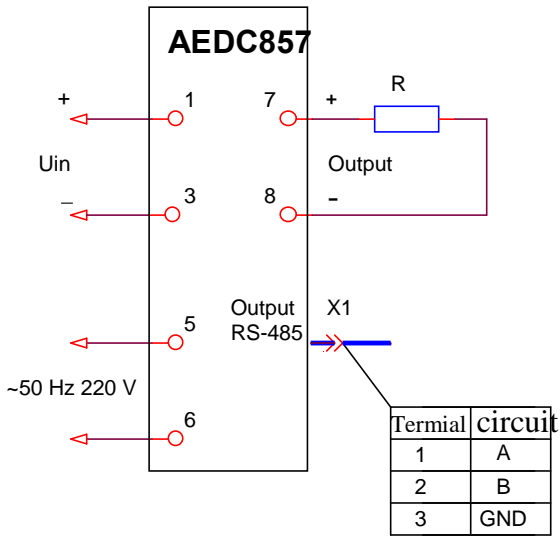 AEDC857
+ 1 7 + R
Uin Output
– 3 8 -
Output X1
RS-485
5
~50 Hz 220 V
6
Termial circuit
1 A
2 B
3 GND